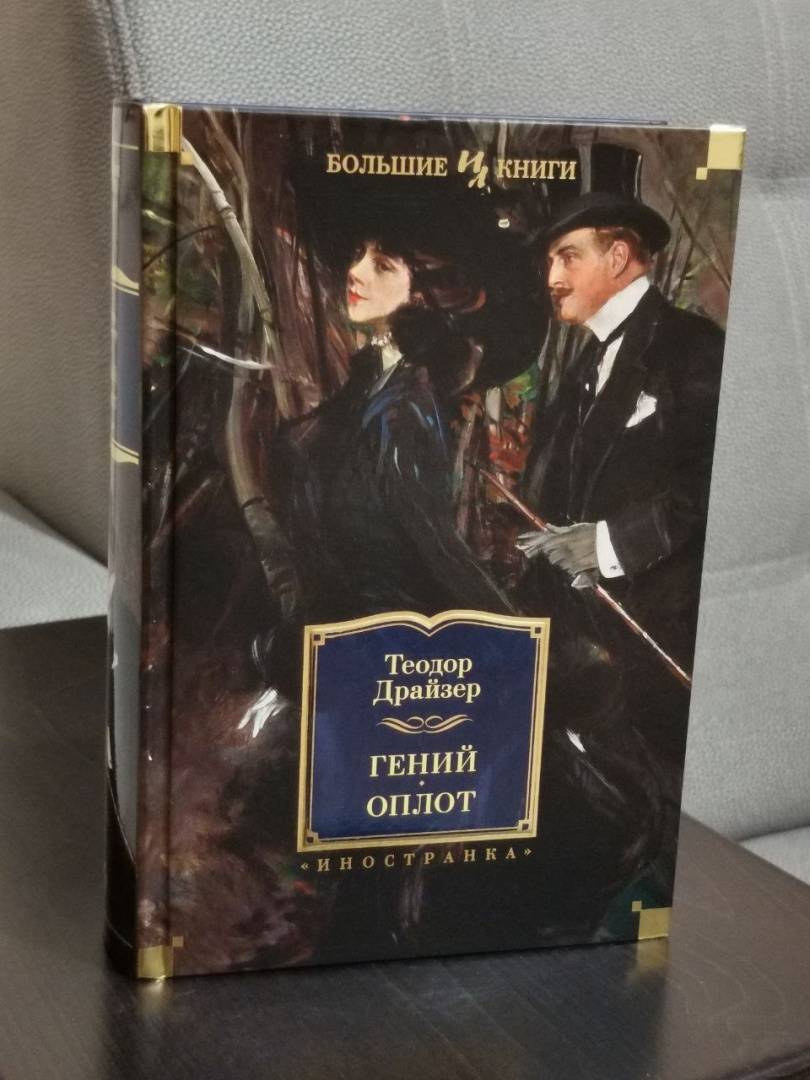 БОЛЬШИЕ ИЛ КНИГИ
Теодор
Драйзер
ГЕНИЙ
ОПЛОТ
«ИНОСТРАНКА»